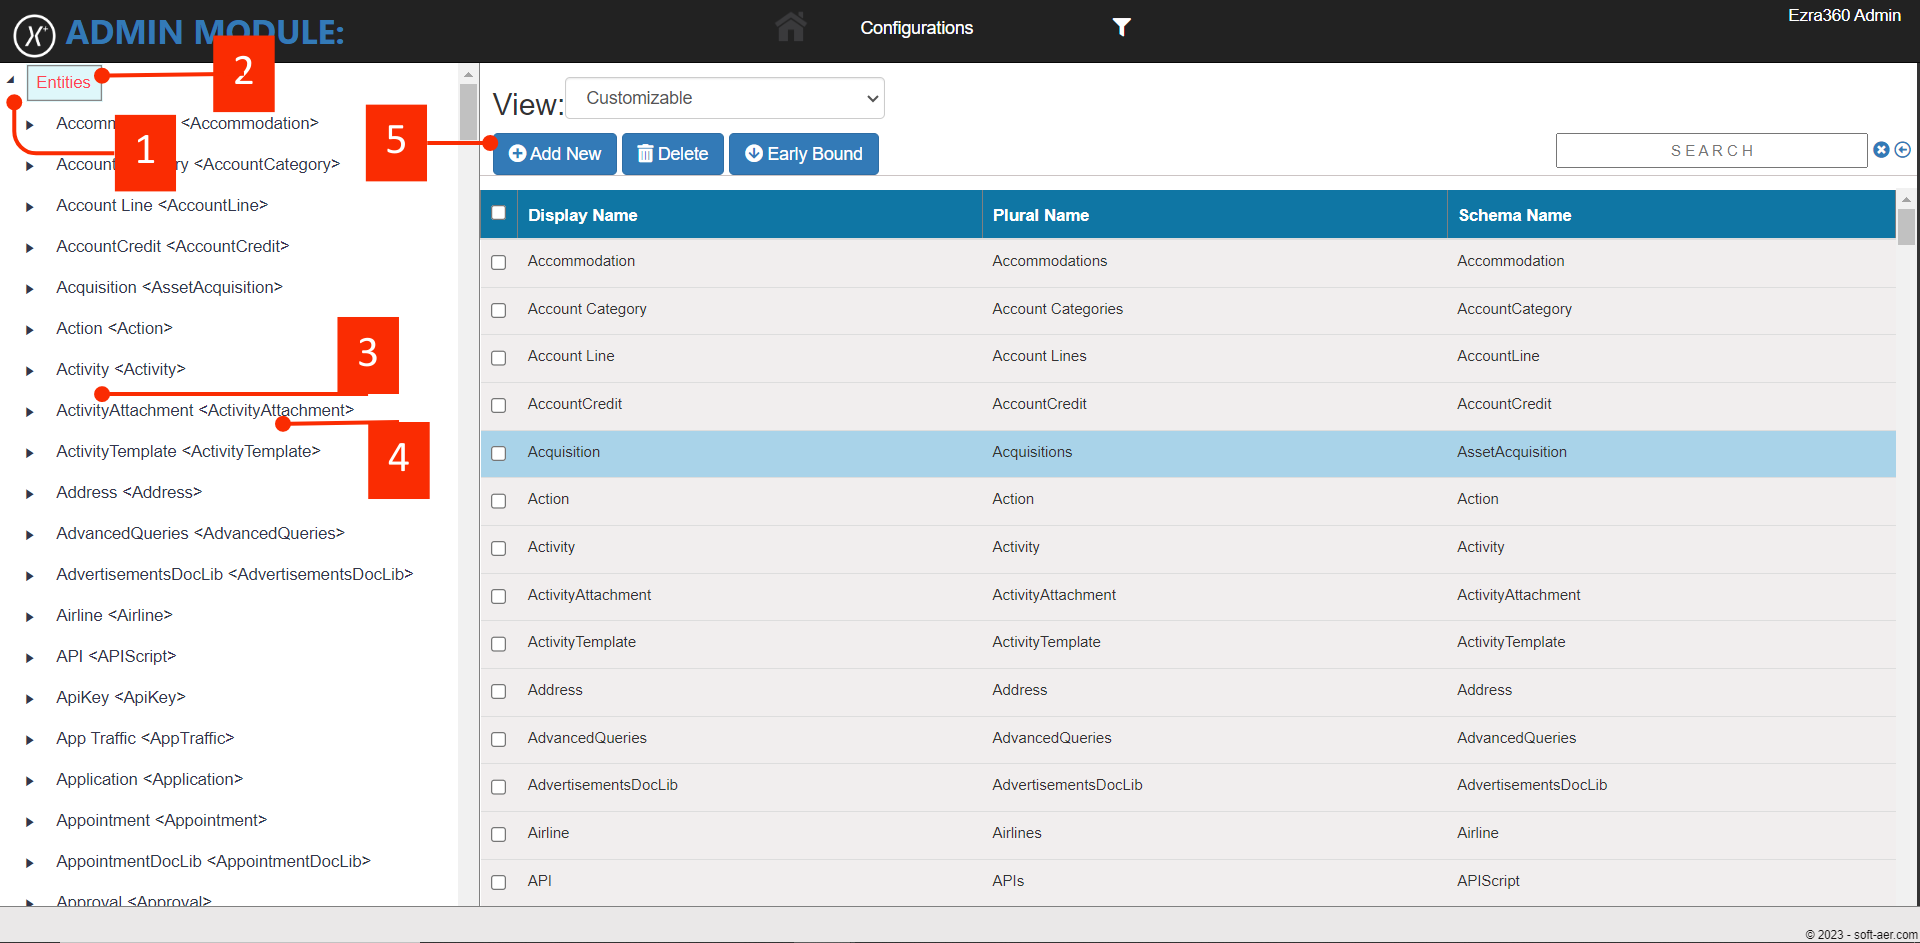 ADMIN MODULE:
Configurations
Ezra360 Admin
Entities
2
1
5
3
4
Accomm <Accommodation>
Account ry <AccountCategory>
Account Line <AccountLine>
AccountCredit <AccountCredit>
Acquisition <AssetAcquisition>
Action <Action>
Activity <Activity>
ActivityAttachment <ActivityAttachment>
ActivityTemplate <ActivityTemplate>
Address <Address>
AdvancedQueries <AdvancedQueries>
AdvertisementsDocLib <AdvertisementsDocLib>
Airline <Airline>
API <APIScript>
ApiKey <ApiKey>
App Traffic <AppTraffic>
Application <Application>
Appointment <Appointment>
AppointmentDocLib <AppointmentDocLib>
Approval <Approval>
View: Customizable
Add New Delete Early Bound
SEARCH
Display Name Plural Name Schema Name
Accommodation Accommodations Accommodation
Account Category Account Categories AccountCategory
Account Line Account Lines AccountLine
AccountCredit AccountCredit AccountCredit
Acquisition Acquisitions AssetAcquisition
Action Action Action
Activity Activity Activity
ActivityAttachment ActivityAttachment ActivityAttachment
ActivityTemplate ActivityTemplate ActivityTemplate
Address Address Address
AdvancedQueries AdvancedQueries AdvancedQueries
AdvertisementsDocLib AdvertisementsDocLib AdvertisementsDocLib
Airline Airlines Airline
API APIs APIScript
© 2023 - soft-aer.com